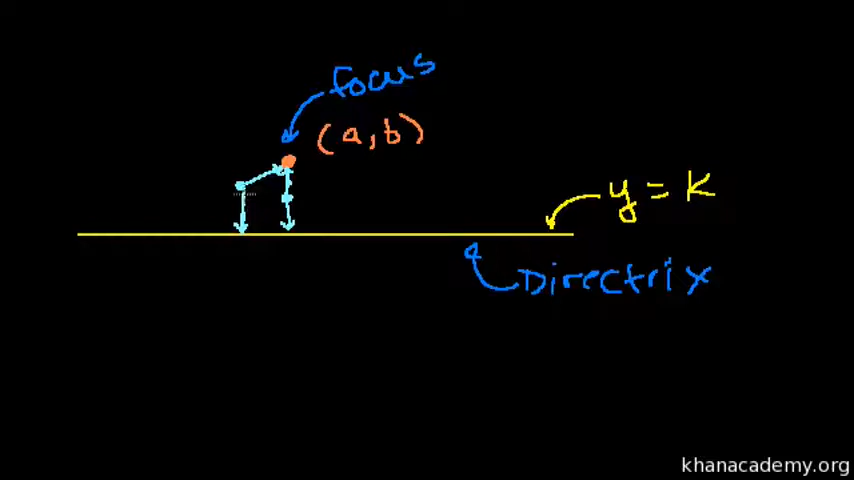 focus
(a,b)
y = k
Directrix
khanacademy.org